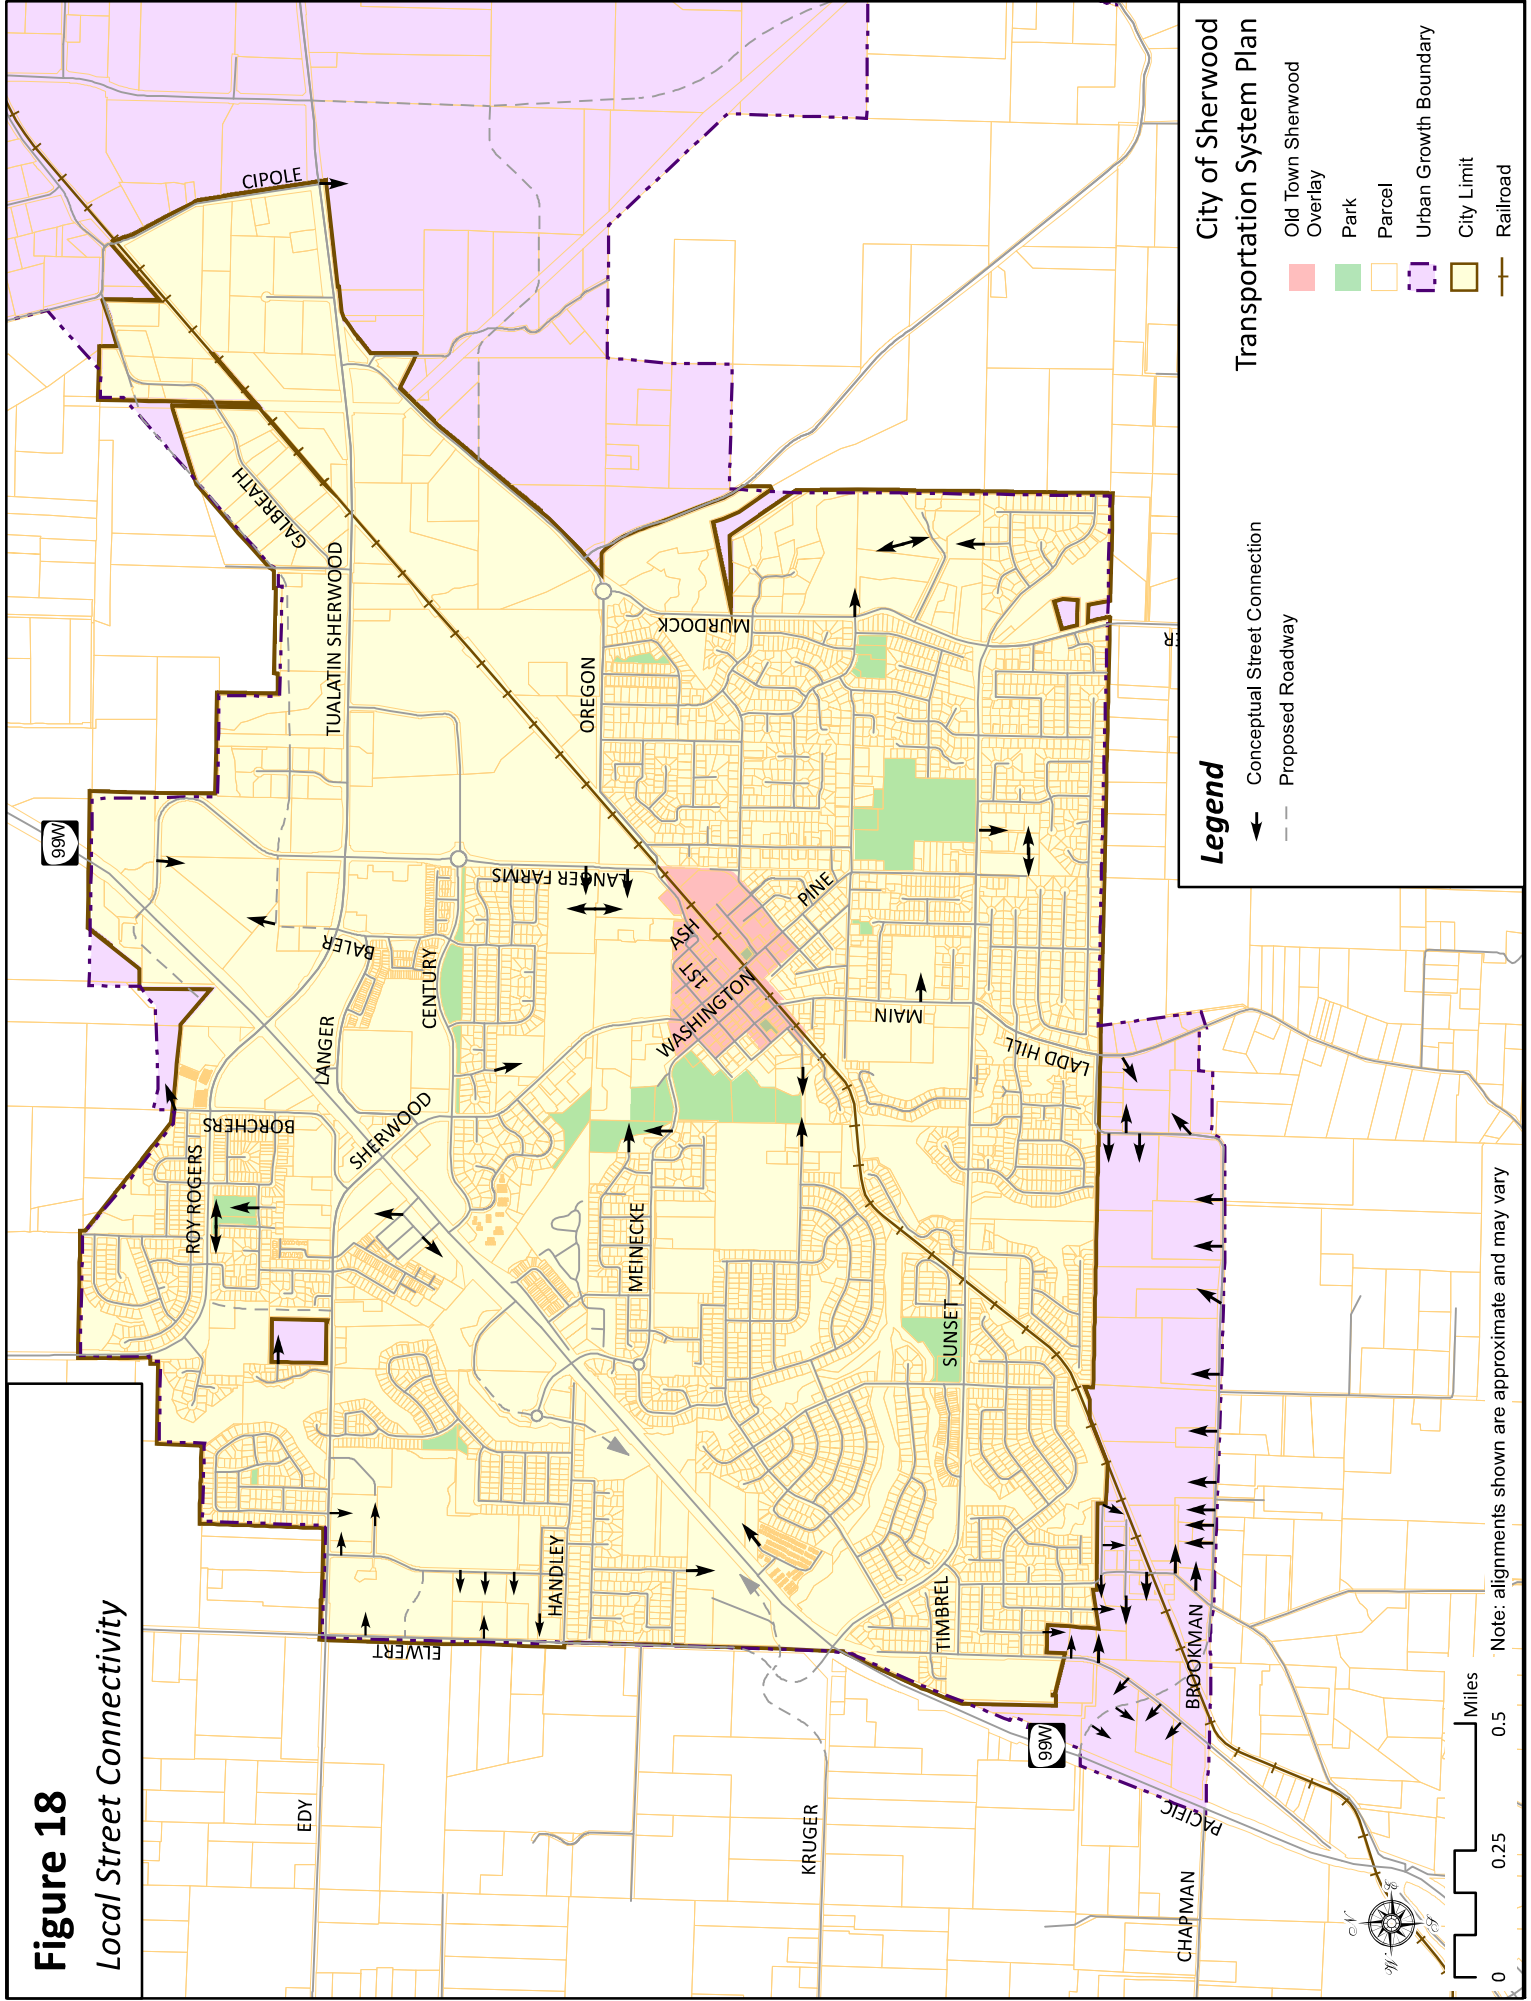 Figure 18
Local Street Connectivity
99W
CIPOLE
GALBREATH
TUALATIN SHERWOOD
OREGON
MURDOCK
LANGER FARMS
BALER
CENTURY
LANGER
ASH
1ST
WASHINGTON
PINE
MAIN
LADD HILL
BORCHERS
ROY ROGERS
SHERWOOD
MEINECKE
SUNSET
HANDLEY
TIMBREL
ELWERT
EDY
KRUGER
CHAPMAN
BROOKMAN
PACIFIC
99W
ER
City of Sherwood
Transportation System Plan
Legend
Conceptual Street Connection
Proposed Roadway
Old Town Sherwood
Overlay
Park
Parcel
Urban Growth Boundary
City Limit
Railroad
Note: alignments shown are approximate and may vary
Miles
0 0.25 0.5
N